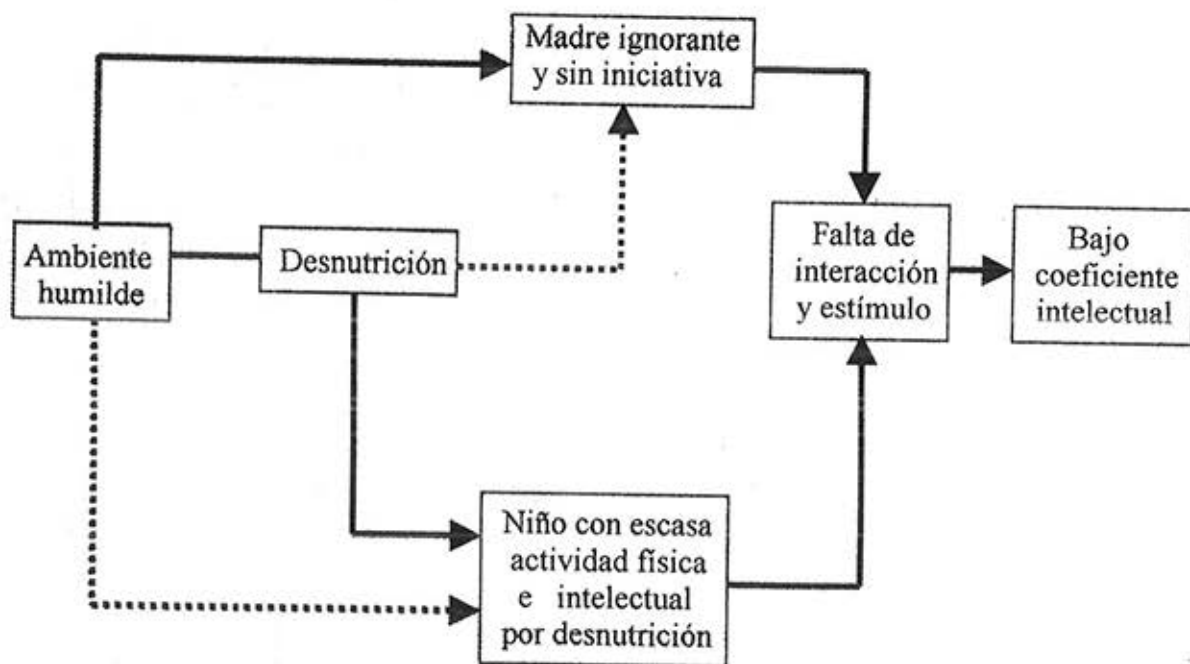 Madre ignorante
y sin iniciativa
Ambiente
humilde
Desnutrición
Falta de
interacción
y estímulo
Bajo
coeficiente
intelectual
Niño con escasa
actividad física
e intelectual
por desnutrición